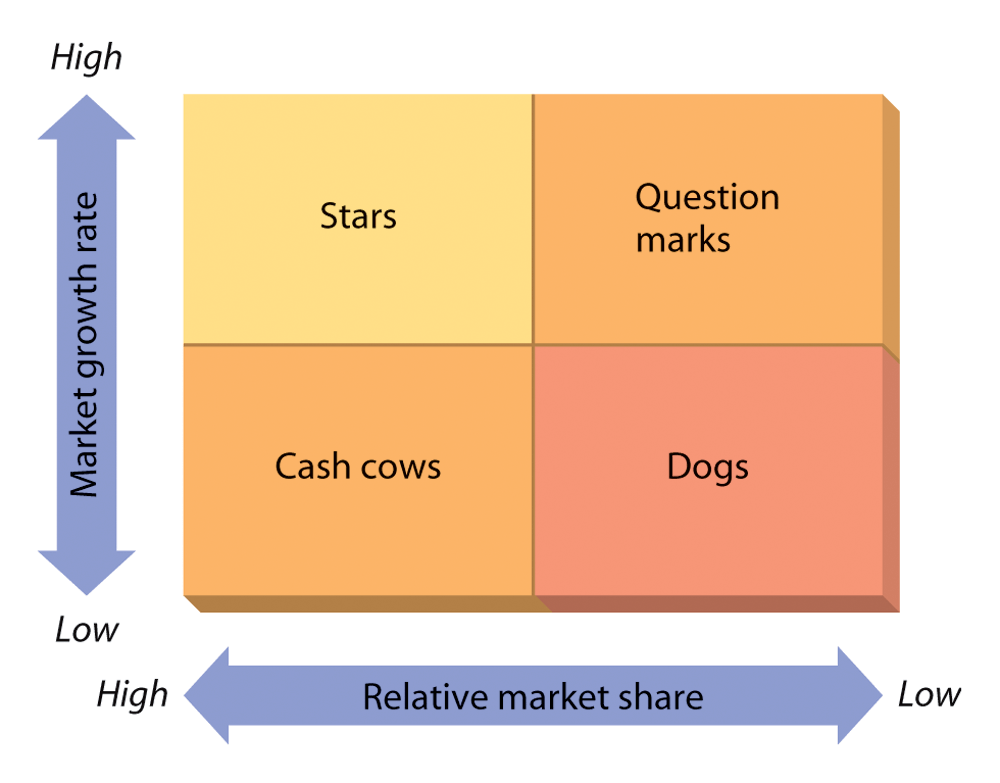 High
Market growth rate
Stars
Question
marks
Cash cows
Dogs
Low
High
Relative market share
Low